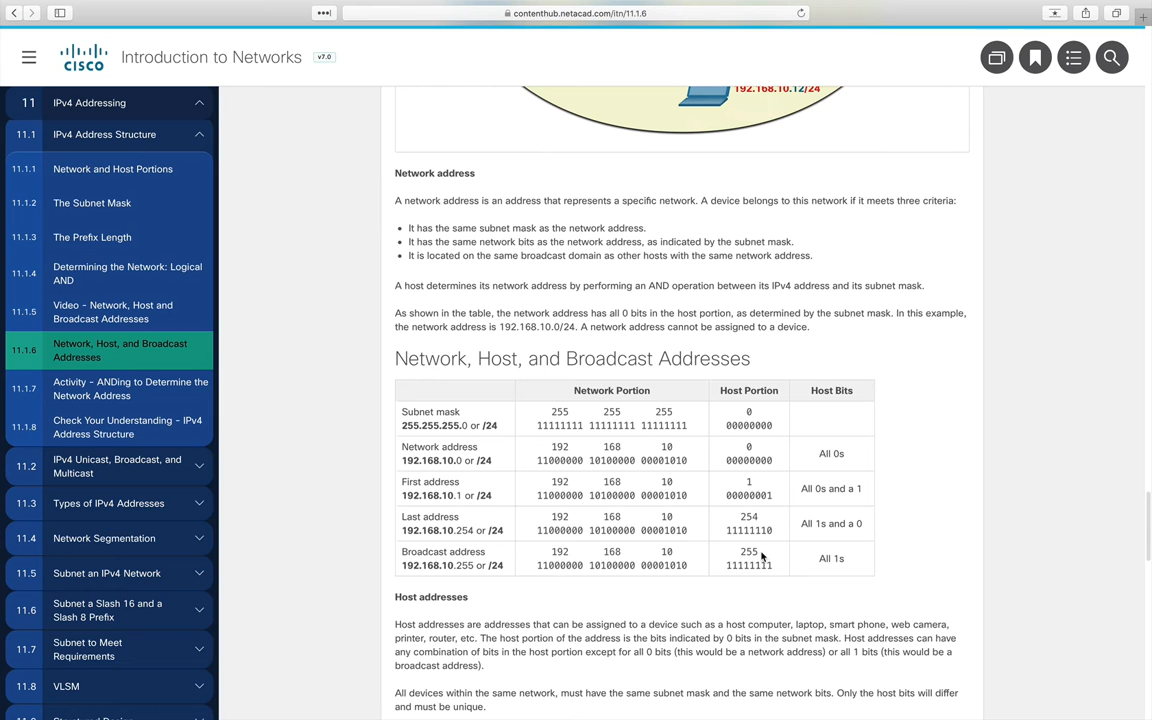 contenthub.netacad.com/itn/11.1.6
CISCO
Introduction to Networks
v7.0
11 IPv4 Addressing
11.1 IPv4 Address Structure
11.1.1 Network and Host Portions
11.1.2 The Subnet Mask
11.1.3 The Prefix Length
11.1.4 Determining the Network: Logical
AND
11.1.5 Video – Network, Host and
Broadcast Addresses
11.1.6 Network, Host, and Broadcast
Addresses
11.1.7 Activity - ANDing to Determine the
Network Address
11.1.8 Check Your Understanding - IPv4
Address Structure
11.2 IPv4 Unicast, Broadcast, and
Multicast
11.3 Types of IPv4 Addresses
11.4 Network Segmentation
11.5 Subnet an IPv4 Network
11.6 Subnet a Slash 16 and a
Slash 8 Prefix
11.7 Subnet to Meet
Requirements
11.8 VLSM
192.168.10.12/24
Network address
A network address is an address that represents a specific network. A device belongs to this network if it meets three criteria:
• It has the same subnet mask as the network address.
• It has the same network bits as the network address, as indicated by the subnet mask.
• It is located on the same broadcast domain as other hosts with the same network address.
A host determines its network address by performing an AND operation between its IPv4 address and its subnet mask.
As shown in the table, the network address has all 0 bits in the host portion, as determined by the subnet mask. In this example,
the network address is 192.168.10.0/24. A network address cannot be assigned to a device.
Network, Host, and Broadcast Addresses
Network Portion Host Portion Host Bits
Subnet mask 255 255 255 0
255.255.255.0 or /24 11111111 11111111 11111111 00000000
Network address 192 168 10 0
192.168.10.0 or /24 11000000 10100000 00001010 00000000 All 0s
First address 192 168 10 1
192.168.10.1 or /24 11000000 10100000 00001010 00000001 All 0s and a 1
Last address 192 168 10 254
192.168.10.254 or /24 11000000 10100000 00001010 11111110 All 1s and a 0
Broadcast address 192 168 10 255
192.168.10.255 or /24 11000000 10100000 00001010 11111111 All 1s
Host addresses
Host addresses are addresses that can be assigned to a device such as a host computer, laptop, smart phone, web camera,
printer, router, etc. The host portion of the address is the bits indicated by 0 bits in the subnet mask. Host addresses can have
any combination of bits in the host portion except for all 0 bits (this would be a network address) or all 1 bits (this would be a
broadcast address).
All devices within the same network, must have the same subnet mask and the same network bits. Only the host bits will differ
and must be unique.